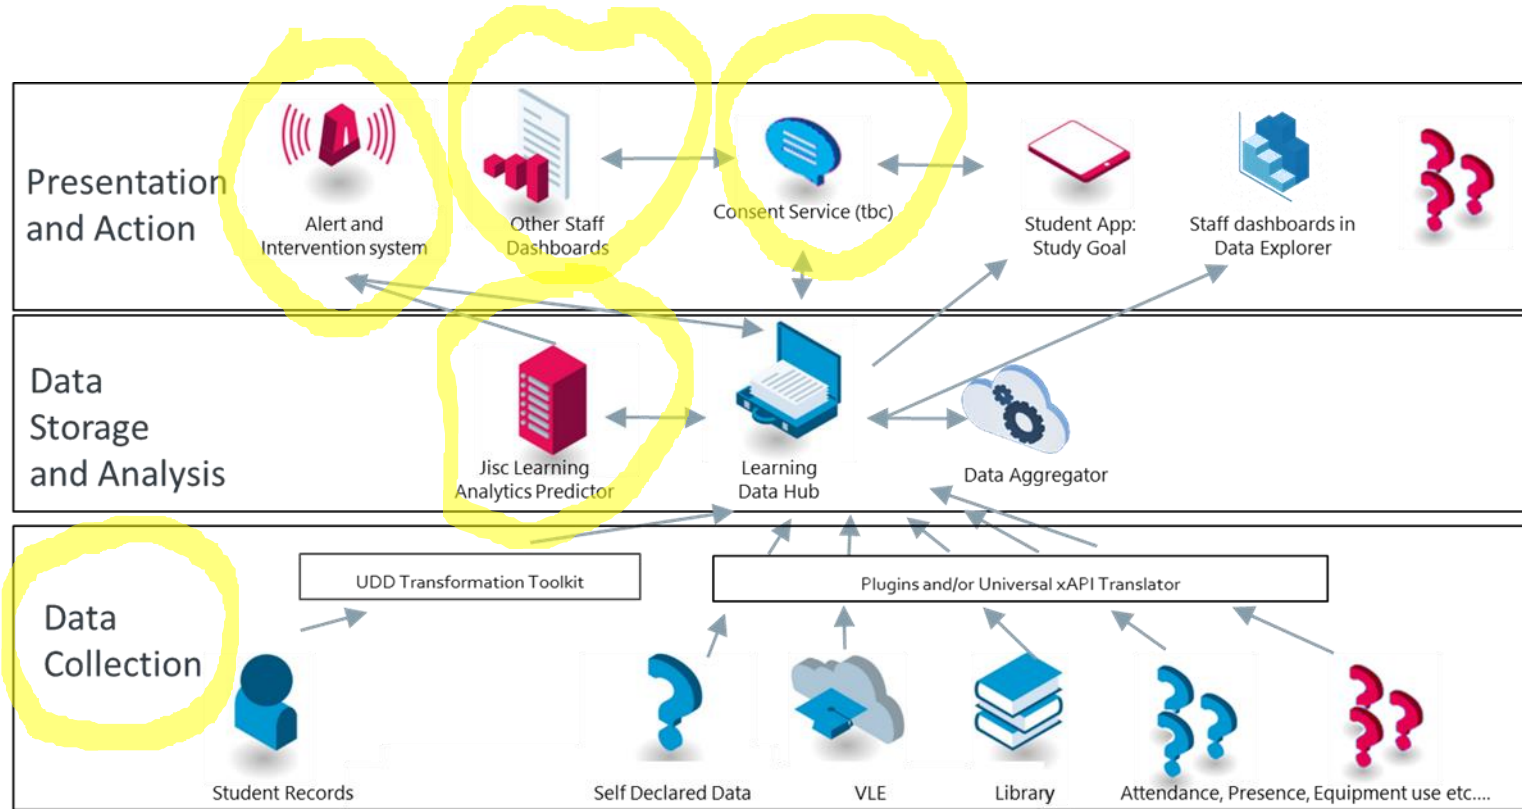 Presentation
and Action
Alert and
Intervention system
Other Staff
Dashboards
Consent Service (tbc)
Student App:
Study Goal
Staff dashboards in
Data Explorer
Data
Storage
and Analysis
Jisc Learning
Analytics Predictor
Learning
Data Hub
Data Aggregator
Data
Collection
UDD Transformation Toolkit
Plugins and/or Universal xAPI Translator
Student Records
Self Declared Data
VLE
Library
Attendance, Presence, Equipment use etc....